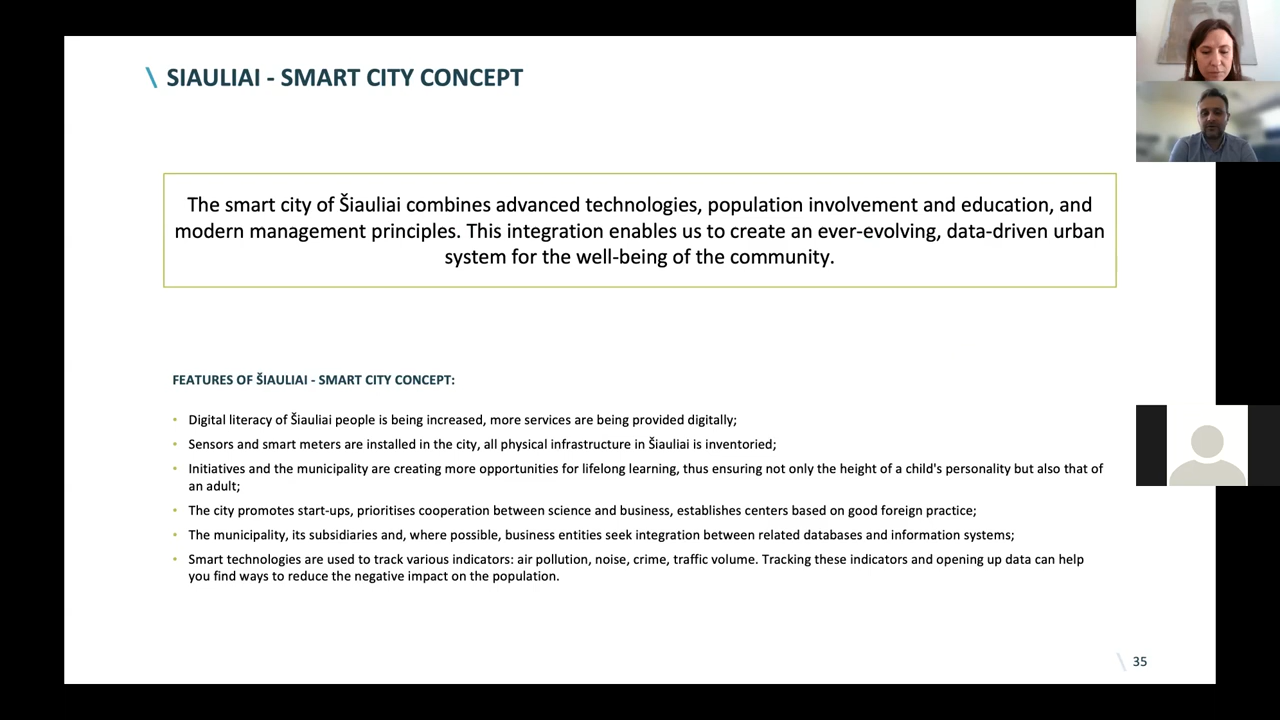 \ SIAULIAI - SMART CITY CONCEPT
The smart city of Šiauliai combines advanced technologies, population involvement and education, and
modern management principles. This integration enables us to create an ever-evolving, data-driven urban
system for the well-being of the community.
FEATURES OF ŠIAULIAI - SMART CITY CONCEPT:
• Digital literacy of Šiauliai people is being increased, more services are being provided digitally;
• Sensors and smart meters are installed in the city, all physical infrastructure in Šiauliai is inventoried;
• Initiatives and the municipality are creating more opportunities for lifelong learning, thus ensuring not only the height of a child's personality but also that of
an adult;
• The city promotes start-ups, prioritises cooperation between science and business, establishes centers based on good foreign practice;
• The municipality, its subsidiaries and, where possible, business entities seek integration between related databases and information systems;
• Smart technologies are used to track various indicators: air pollution, noise, crime, traffic volume. Tracking these indicators and opening up data can help
you find ways to reduce the negative impact on the population.
\ 35